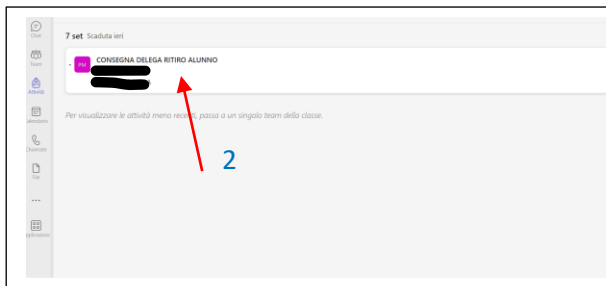 Chat
7 set Scaduta ieri
Team
PM
CONSEGNA DELEGA RITIRO ALUNNO
Attività
Per visualizzare le attività meno recenti, passa a un singolo team della classe.
Calendario
2
Chiamate
File
...
Applicazioni